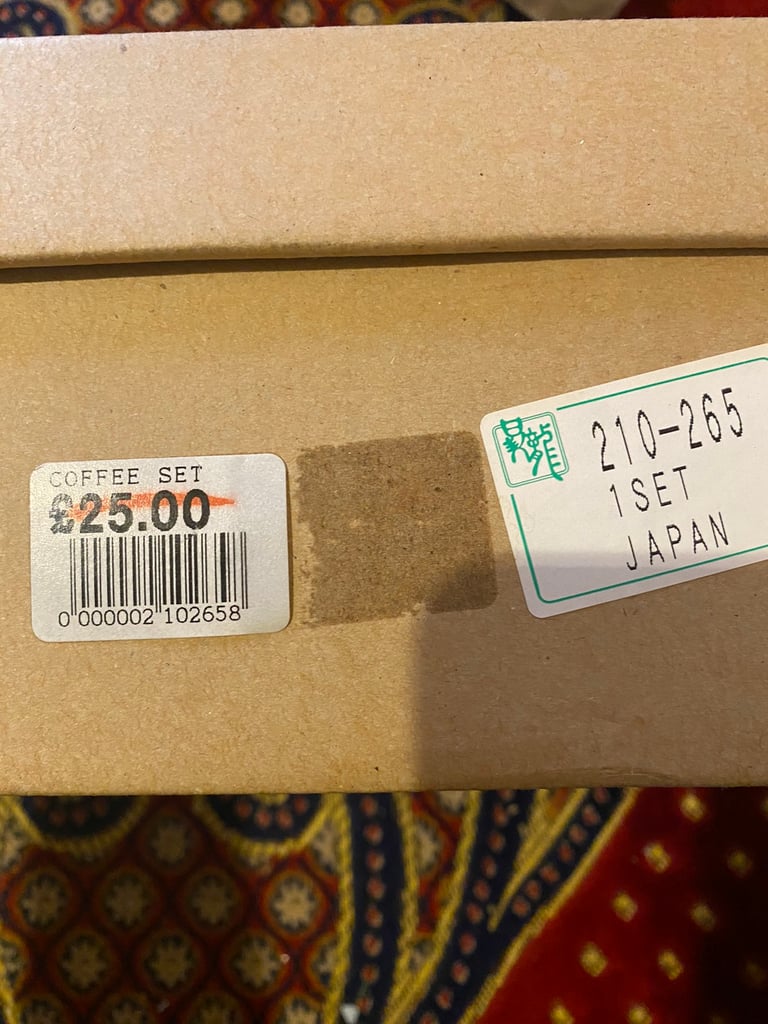 COFFEE SET
£25.00
0 000002 102658
210-265
1SET
JAPAN